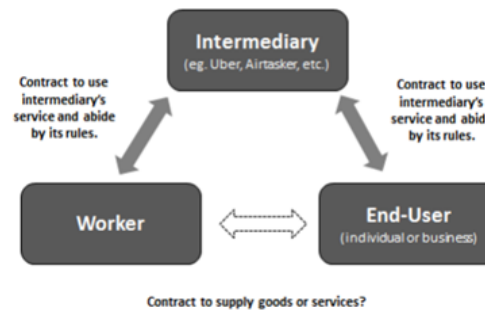 Intermediary
(eg. Uber, Airtasker, etc.)
Contract to use
intermediary's
service and abide
by its rules.
Contract to use
intermediary's
service and abide
by its rules.
Worker
End-User
(individual or business)
Contract to supply goods or services?